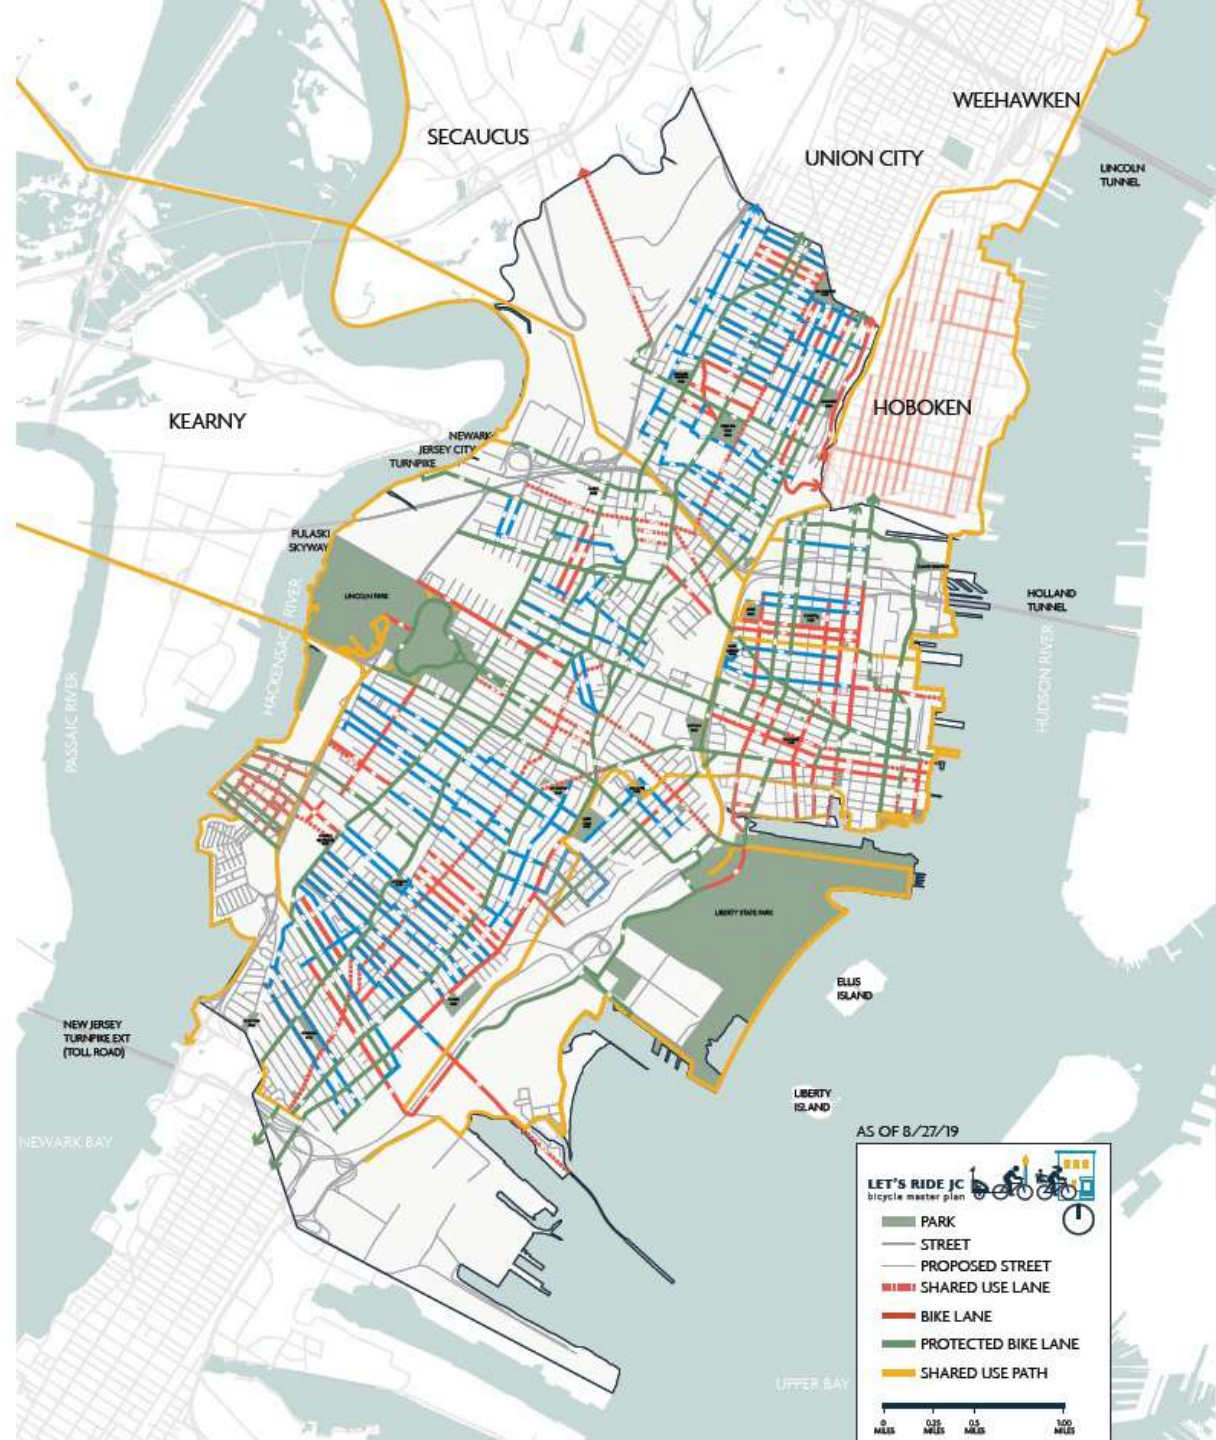 WEEHAWKEN
SECAUCUS
UNION CITY
LINCOLN
TUNNEL
KEARNY
HOBOKEN
NEWARK
JERSEY CITY
TURNPIKE
PULASKI
SKYWAY
LINCOLN PARK
HOLLAND
TUNNEL
HACKENSACK RIVER
HUDSON RIVER
PASSAIC RIVER
LIBERTY STATE PARK
ELLIS
ISLAND
NEW JERSEY
TURNPIKE EXT
(TOLL ROAD)
LIBERTY
ISLAND
NEWARK BAY
UPPER BAY
AS OF 8/27/19
LET'S RIDE JC
bicycle master plan
PARK
STREET
PROPOSED STREET
SHARED USE LANE
BIKE LANE
PROTECTED BIKE LANE
SHARED USE PATH
0 0.25 0.5 1.00
MILES MILES MILES MILES